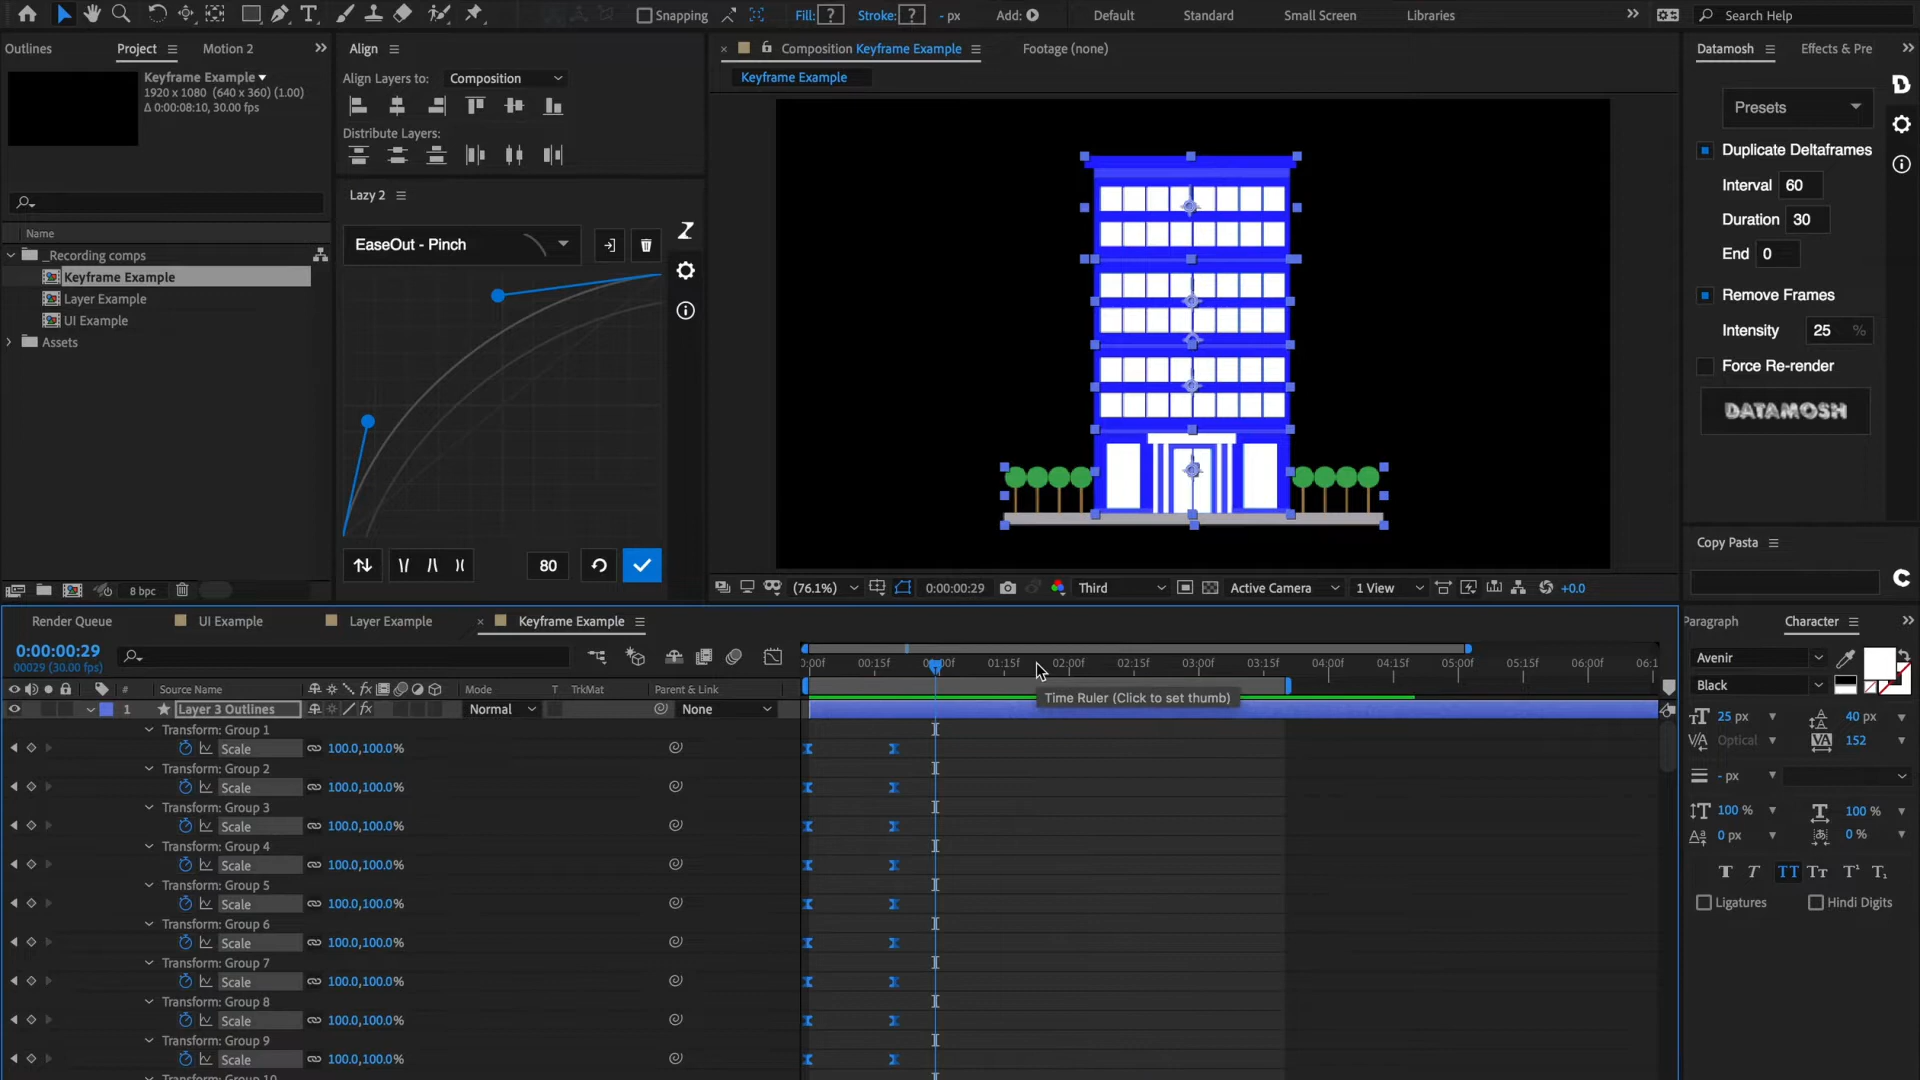 Snapping
Fill: ?
Stroke: ?
- px
Add:
Default
Standard
Small Screen
Libraries
Search Help
Outlines
Project
Motion 2
Keyframe Example
1920 x 1080 (640 x 360) (1.00)
Δ 0:00:08:10, 30.00 fps
Name
_Recording comps
Keyframe Example
Layer Example
UI Example
Assets
8 bpc
Align
Align Layers to:
Composition
Distribute Layers:
Lazy 2
EaseOut - Pinch
80
Composition Keyframe Example
Footage (none)
Keyframe Example
(76.1%)
0:00:00:29
Third
Active Camera
1 View
+0.0
Datamosh
Effects & Pre
Presets
Duplicate Deltaframes
Interval 60
Duration 30
End 0
Remove Frames
Intensity 25 %
Force Re-render
DATAMOSH
Copy Pasta
Render Queue
UI Example
Layer Example
Keyframe Example
0:00:00:29
00029 (30.00 fps)
# Source Name
Mode
T TrkMat
Parent & Link
):00f 00:15f 01:00f 01:15f 02:00f 02:15f 03:00f 03:15f 04:00f 04:15f 05:00f 05:15f 06:00f 06:1
Time Ruler (Click to set thumb)
1 Layer 3 Outlines Normal None
Transform: Group 1
Scale 100.0,100.0%
Transform: Group 2
Scale 100.0,100.0%
Transform: Group 3
Scale 100.0,100.0%
Transform: Group 4
Scale 100.0,100.0%
Transform: Group 5
Scale 100.0,100.0%
Transform: Group 6
Scale 100.0,100.0%
Transform: Group 7
Scale 100.0,100.0%
Transform: Group 8
Scale 100.0,100.0%
Transform: Group 9
Scale 100.0,100.0%
Transform: Group 10
Paragraph
Character
Avenir
Black
25 px
40 px
Optical
152
- px
100 %
100 %
0 px
0 %
Ligatures
Hindi Digits